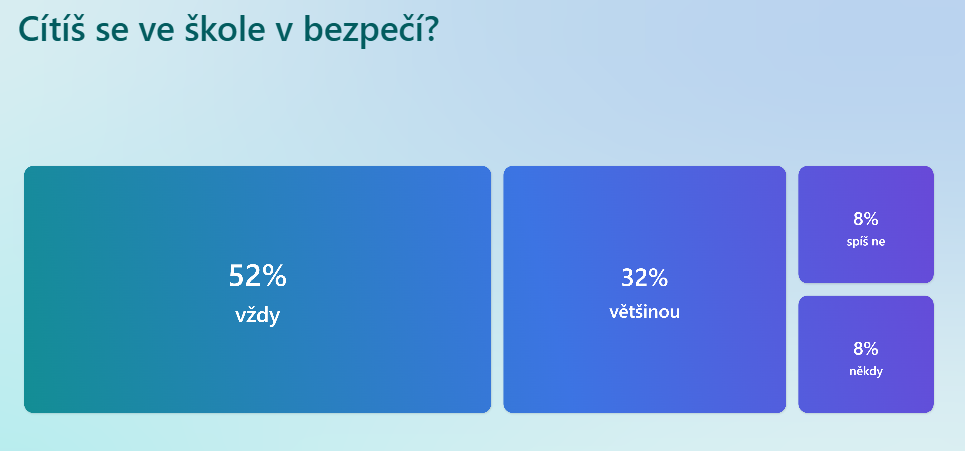 Cítíš se ve škole v bezpečí?
52%
vždy
32%
většinou
8%
spíš ne
8%
někdy